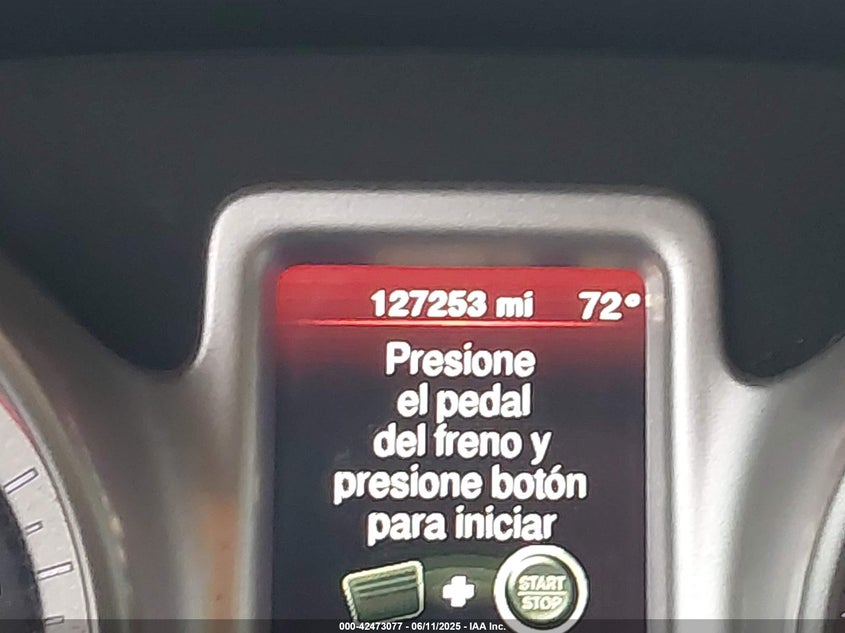 127253 mi 72°
Presione
el pedal
del freno y
presione botón
para iniciar
START
STOP
000-42473077 - 06/11/2025 - IAA Inc.